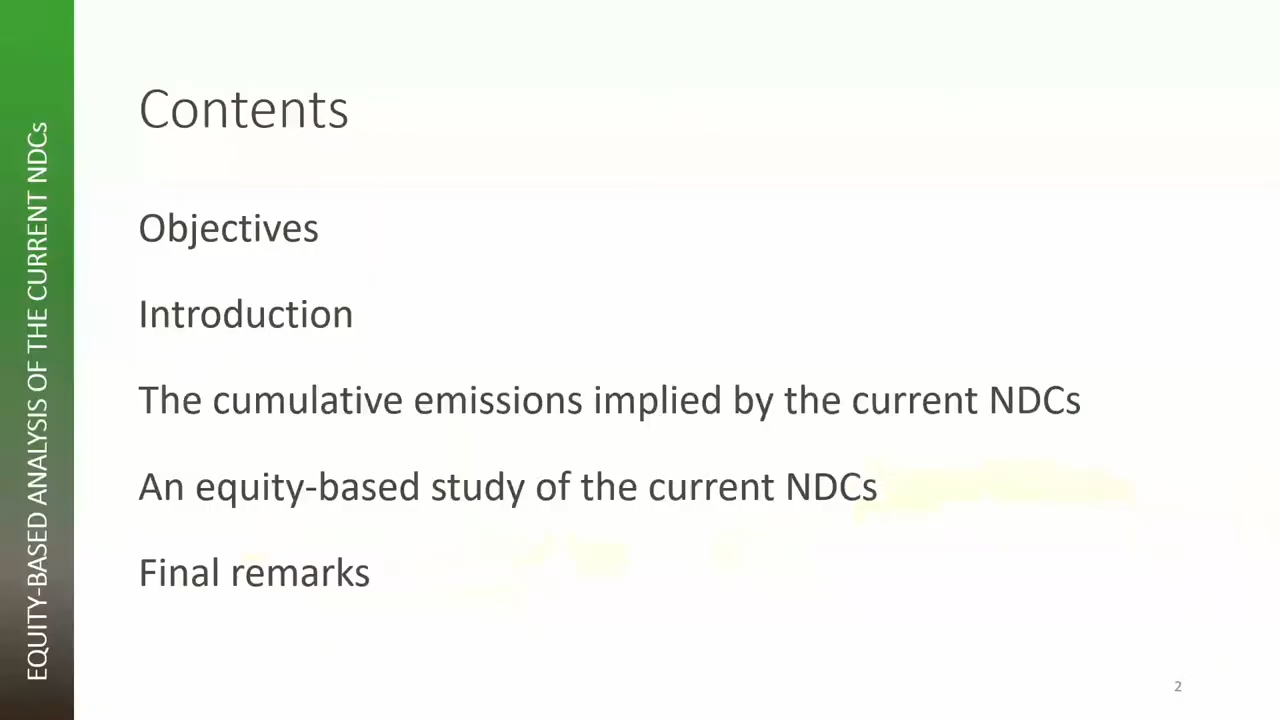 EQUITY-BASED ANALYSIS OF THE CURRENT NDCs
Contents
Objectives
Introduction
The cumulative emissions implied by the current NDCs
An equity-based study of the current NDCs
Final remarks
2